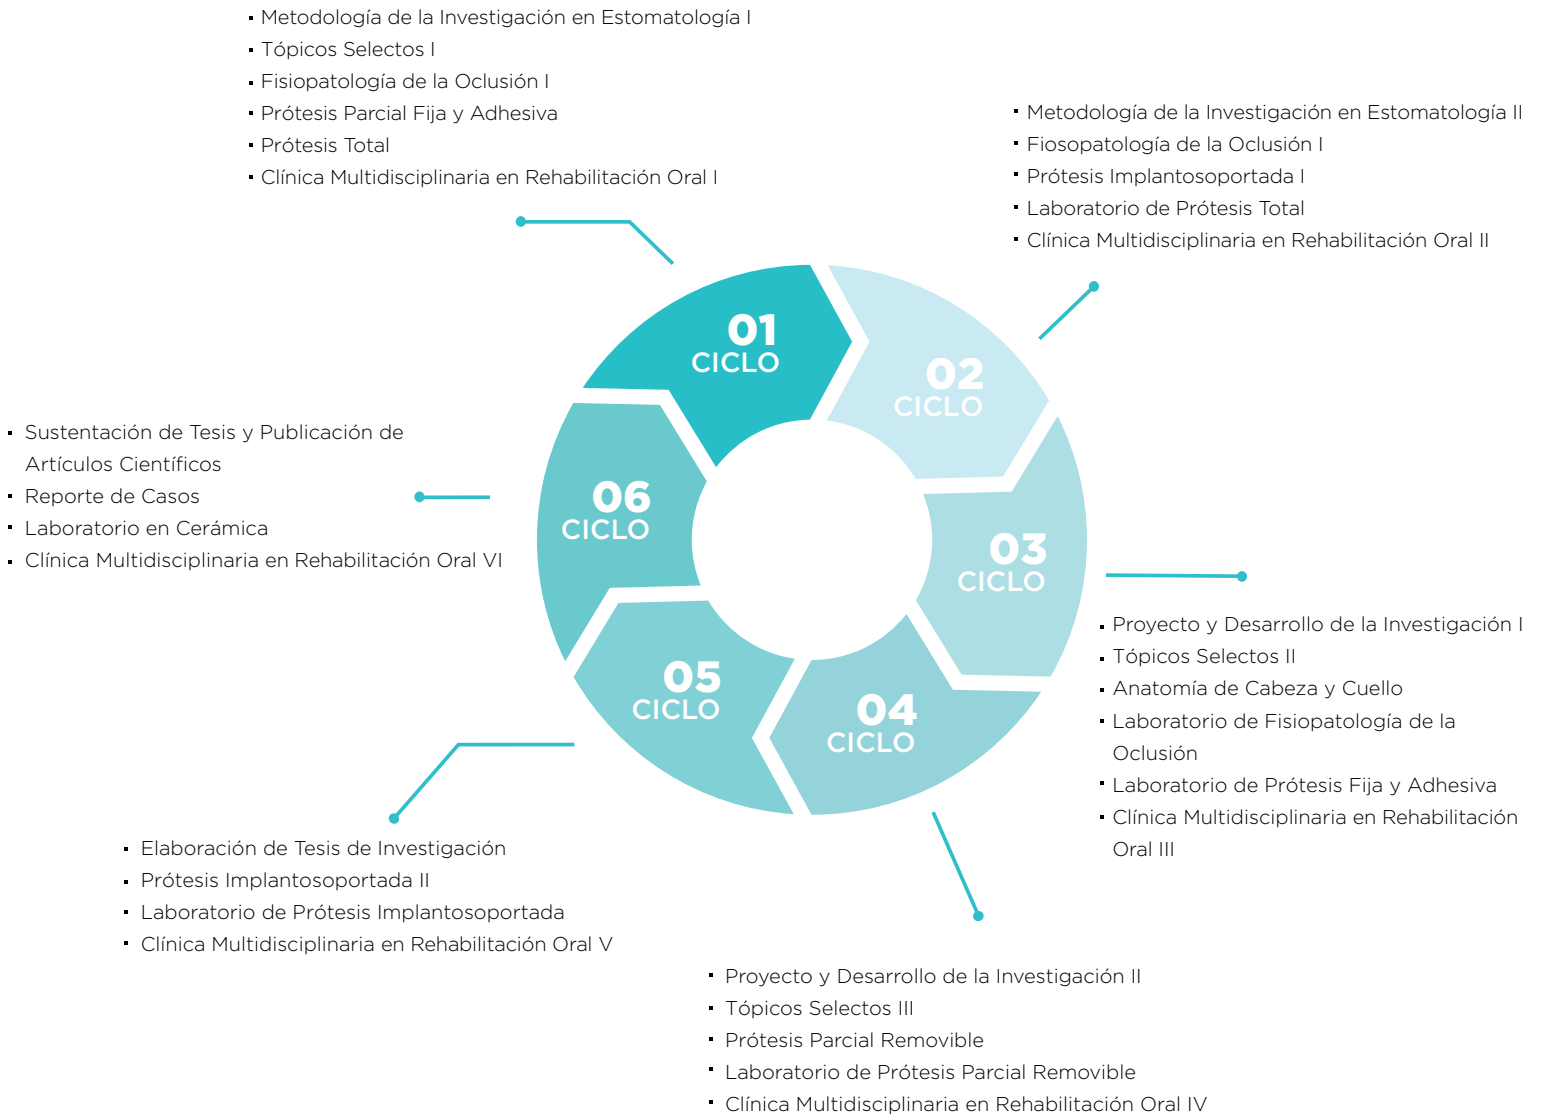 ▪ Metodología de la Investigación en Estomatología I
▪ Tópicos Selectos I
▪ Fisiopatología de la Oclusión I
▪ Prótesis Parcial Fija y Adhesiva
▪ Prótesis Total
▪ Clínica Multidisciplinaria en Rehabilitación Oral I
▪ Metodología de la Investigación en Estomatología II
▪ Fiosopatología de la Oclusión I
▪ Prótesis Implantosoportada I
▪ Laboratorio de Prótesis Total
▪ Clínica Multidisciplinaria en Rehabilitación Oral II
01
CICLO
02
CICLO
03
CICLO
04
CICLO
05
CICLO
06
CICLO
▪ Proyecto y Desarrollo de la Investigación I
▪ Tópicos Selectos II
▪ Anatomía de Cabeza y Cuello
▪ Laboratorio de Fisiopatología de la
Oclusión
▪ Laboratorio de Prótesis Fija y Adhesiva
▪ Clínica Multidisciplinaria en Rehabilitación
Oral III
▪ Proyecto y Desarrollo de la Investigación II
▪ Tópicos Selectos III
▪ Prótesis Parcial Removible
▪ Laboratorio de Prótesis Parcial Removible
▪ Clínica Multidisciplinaria en Rehabilitación Oral IV
▪ Elaboración de Tesis de Investigación
▪ Prótesis Implantosoportada II
▪ Laboratorio de Prótesis Implantosoportada
▪ Clínica Multidisciplinaria en Rehabilitación Oral V
▪ Sustentación de Tesis y Publicación de
Artículos Científicos
▪ Reporte de Casos
▪ Laboratorio en Cerámica
▪ Clínica Multidisciplinaria en Rehabilitación Oral VI